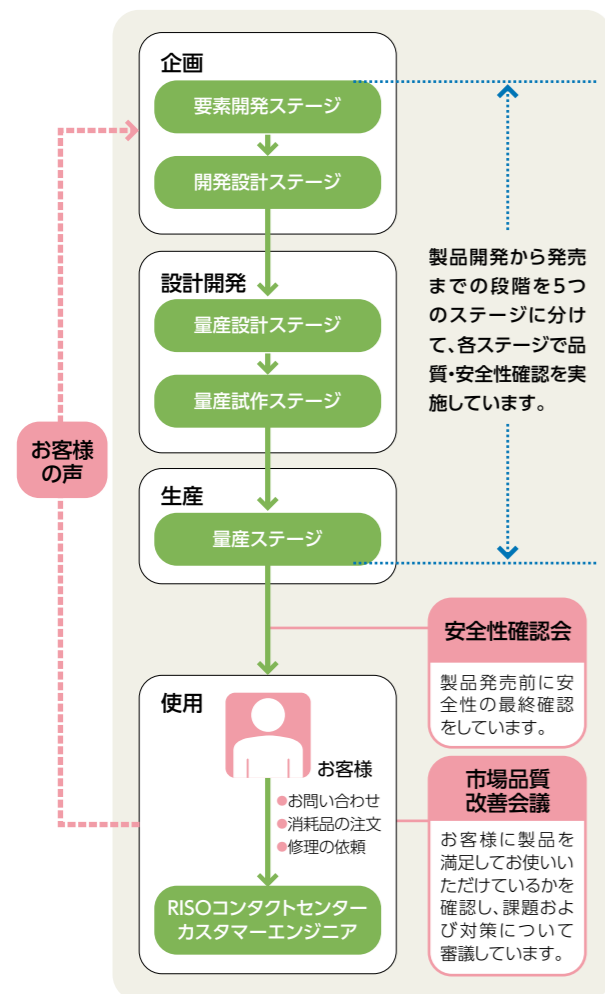 企画
要素開発ステージ
開発設計ステージ
設計開発
量産設計ステージ
量産試作ステージ
生産
量産ステージ
製品開発から発売
までの段階を5つ
のステージに分け
て、各ステージで品
質・安全性確認を実
施しています。
お客様
の声
安全性確認会
製品発売前に安
全性の最終確認
をしています。
使用
お客様
●お問い合わせ
●消耗品の注文
●修理の依頼
RISOコンタクトセンター
カスタマーエンジニア
市場品質
改善会議
お客様に製品を
満足してお使いい
ただけているかを
確認し、課題およ
び対策について
審議しています。